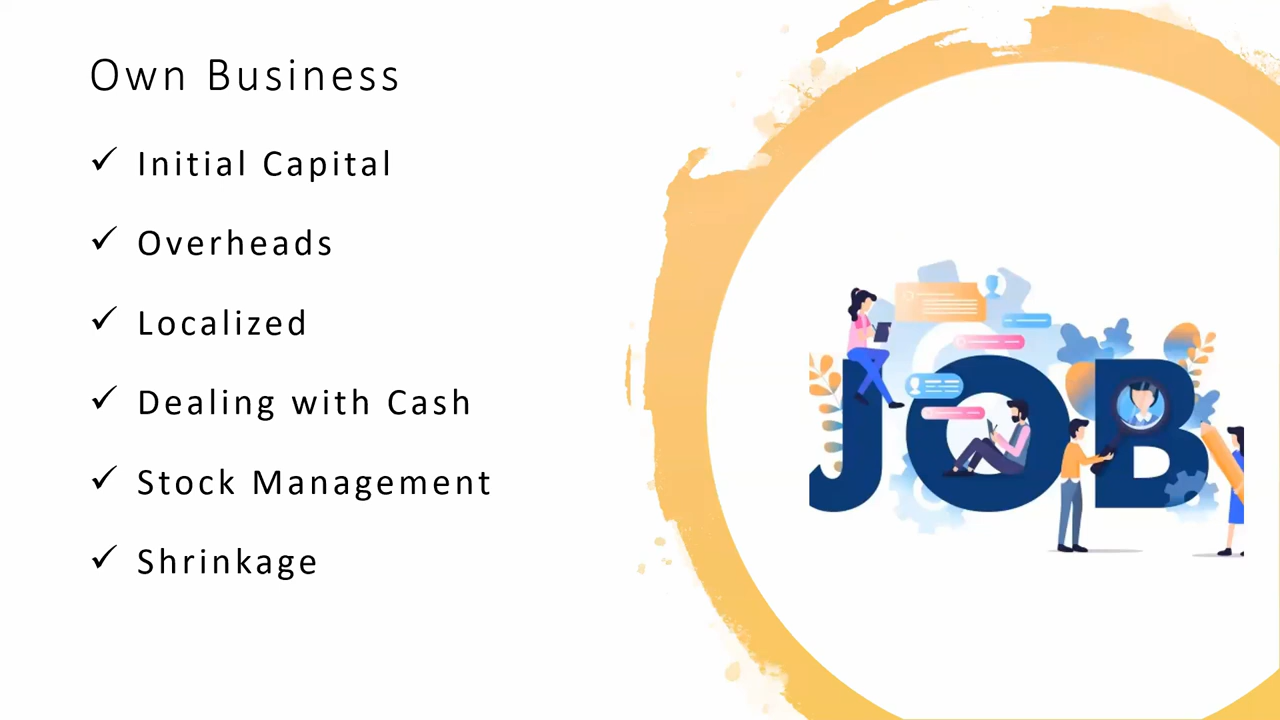 Own Business
✓ Initial Capital
✓ Overheads
✓ Localized
✓ Dealing with Cash
✓ Stock Management
✓ Shrinkage
JOB